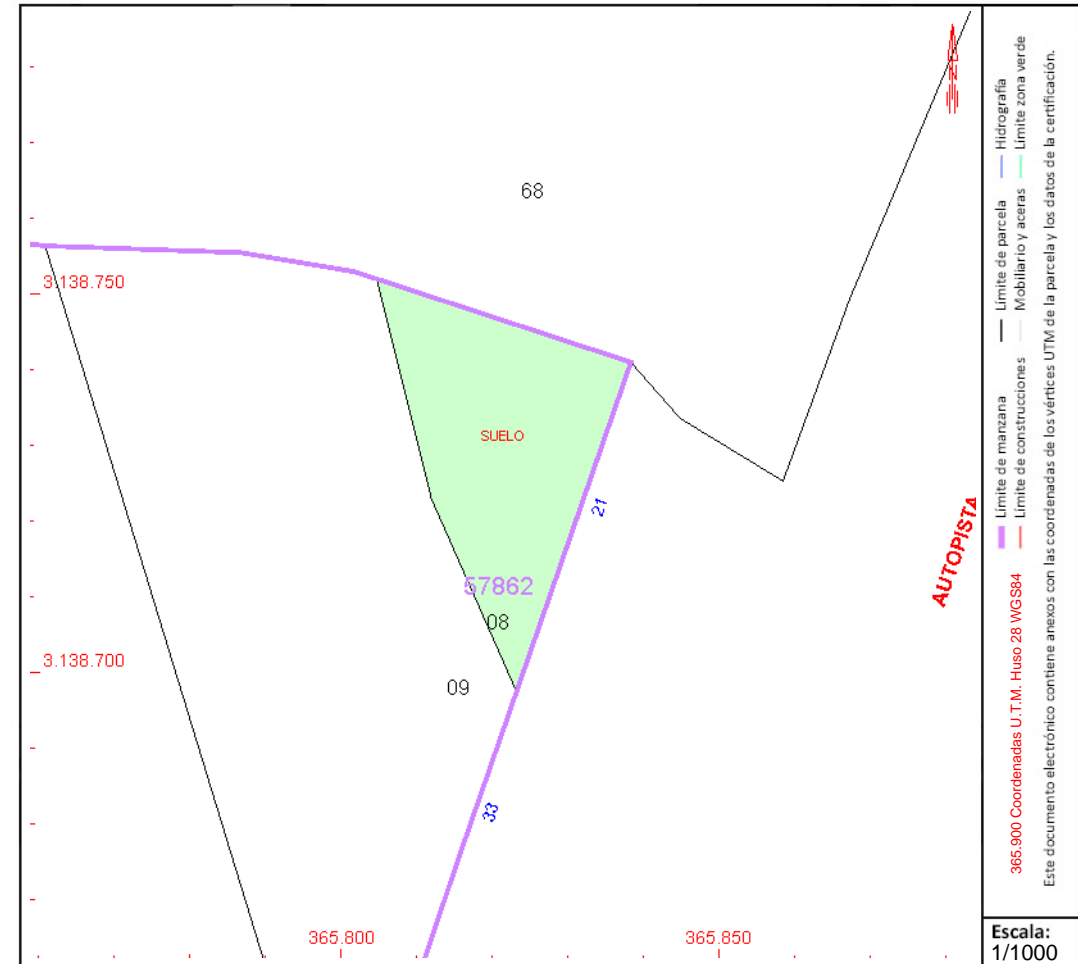 68
3.138.750
SUELO
21
57862
08
3.138.700
09
33
365.800
365.850
AUTOPISTA
N
Límite de manzana
Límite de parcela
Hidrografía
365.900 Coordenadas U.T.M. Huso 28 WGS84
Límite de construcciones
Mobiliario y aceras
Límite zona verde
Este documento electrónico contiene anexos con las coordenadas de los vértices UTM de la parcela y los datos de la certificación.
Escala:
1/1000